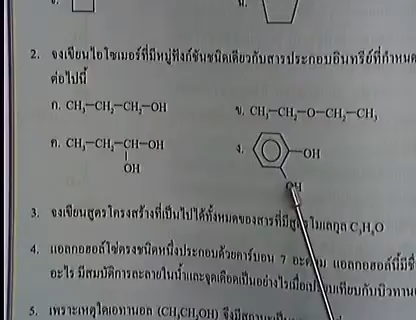 2. จงเขียนไอโซเมอร์ที่มีหมู่ฟังก์ชันชนิดเดียวกับสารประกอบอินทรีย์ที่กำหนด
ต่อไปนี้
ก. CH₃–CH₂–CH₂–OH ข. CH₃–CH₂–O–CH₂–CH₃
ค. CH₃–CH₂–CH–OH ง. OH
OH OH
3. จงเขียนสูตรโครงสร้างที่เป็นไปได้ทั้งหมดของสารที่มีสูตรโมเลกุล C₃H₈O
4. แอลกอฮอล์โซ่ตรงชนิดหนึ่งประกอบด้วยคาร์บอน 7 อะตอม แอลกอฮอล์นี้มีชื่อ
อะไร มีสมบัติการละลายในน้ำและจุดเดือดเป็นอย่างไรเมื่อเปรียบเทียบกับบิวทานอล
5. เพราะเหตุใดเอทานอล (CH₃CH₂OH) จึงมีสถานะเป็น